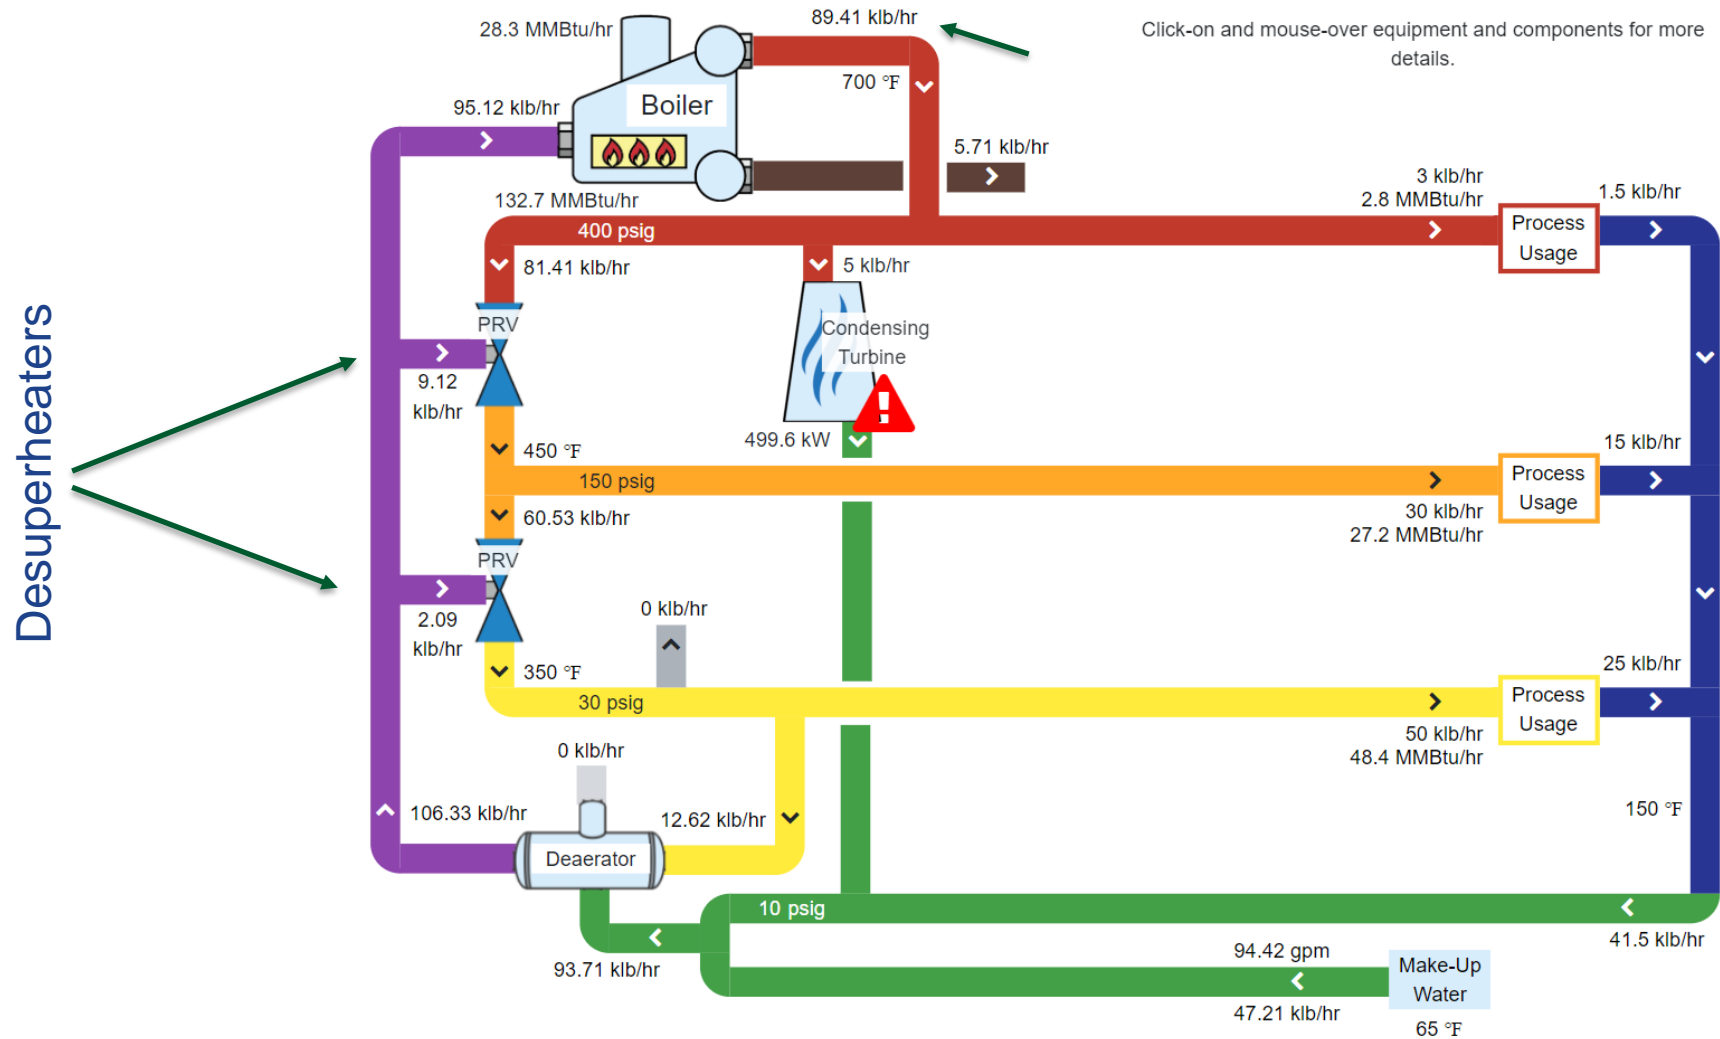 89.41 klb/hr
28.3 MMBtu/hr
Click-on and mouse-over equipment and components for more
details.
700 °F
95.12 klb/hr
Boiler
5.71 klb/hr
132.7 MMBtu/hr
3 klb/hr
2.8 MMBtu/hr
1.5 klb/hr
400 psig
Process
Usage
81.41 klb/hr
5 klb/hr
PRV
Condensing
Turbine
Desuperheaters
9.12
klb/hr
499.6 kW
450 °F
15 klb/hr
150 psig
Process
Usage
60.53 klb/hr
30 klb/hr
27.2 MMBtu/hr
PRV
2.09
klb/hr
0 klb/hr
350 °F
25 klb/hr
30 psig
Process
Usage
50 klb/hr
48.4 MMBtu/hr
0 klb/hr
106.33 klb/hr
12.62 klb/hr
150 °F
Deaerator
10 psig
41.5 klb/hr
93.71 klb/hr
94.42 gpm
Make-Up
Water
47.21 klb/hr
65 °F